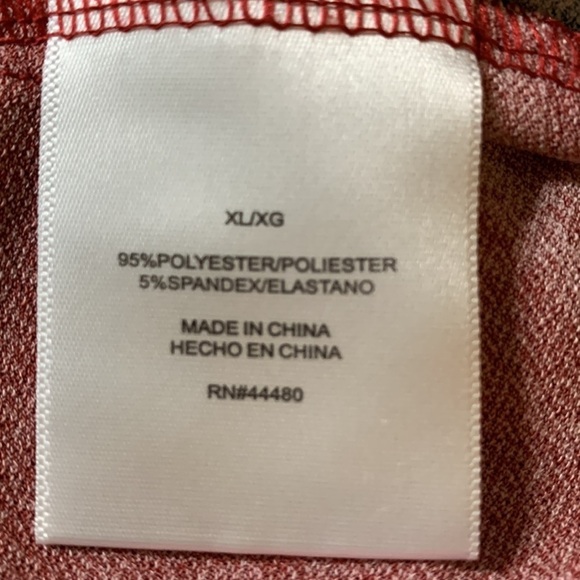 XL/XG
95%POLYESTER/POLIESTER
5%SPANDEX/ELASTANO
MADE IN CHINA
HECHO EN CHINA
RN#44480